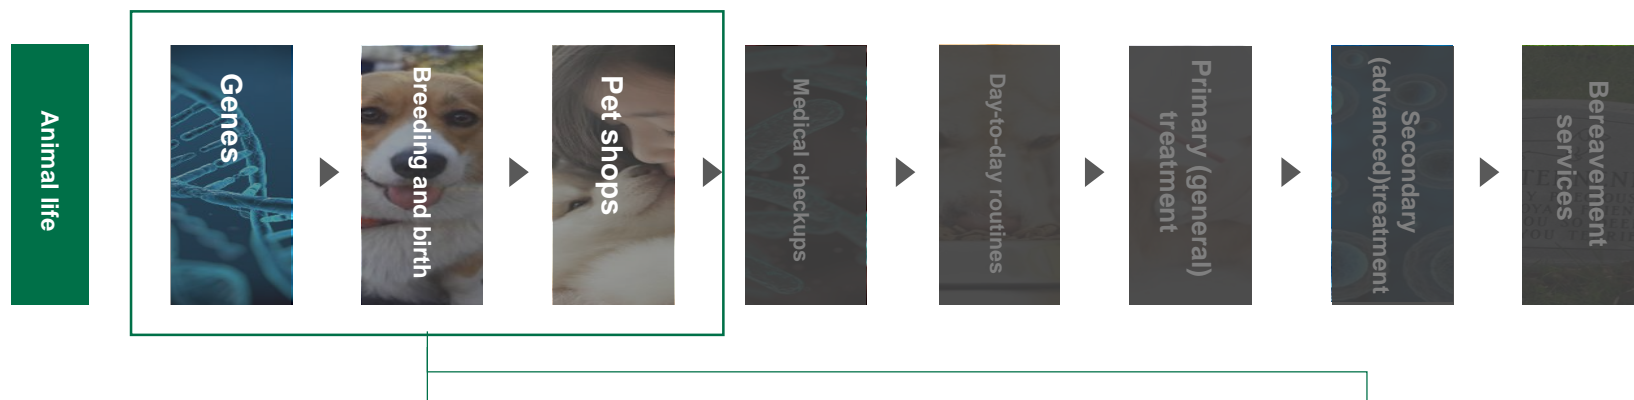 Animal life
Genes
Breeding and birth
Pet shops
Medical checkups
Day-to-day routines
Primary (general)
treatment
Secondary
(advanced)treatment
Bereavement
services